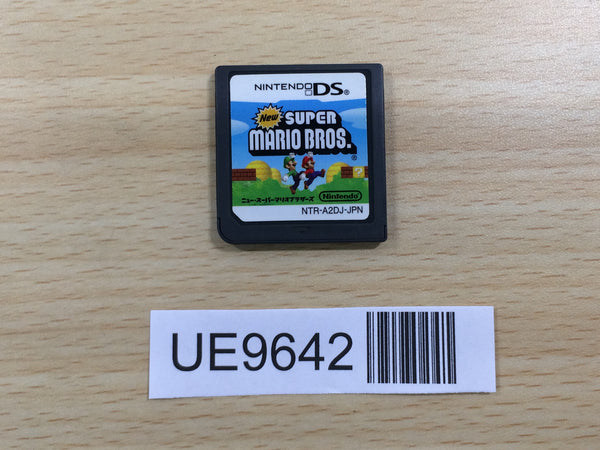 NINTENDO DS®
New SUPER
MARIO BROS.®
?
ニュー・スーパーマリオブラザーズ
Nintendo
NTR-A2DJ-JPN
UE9642